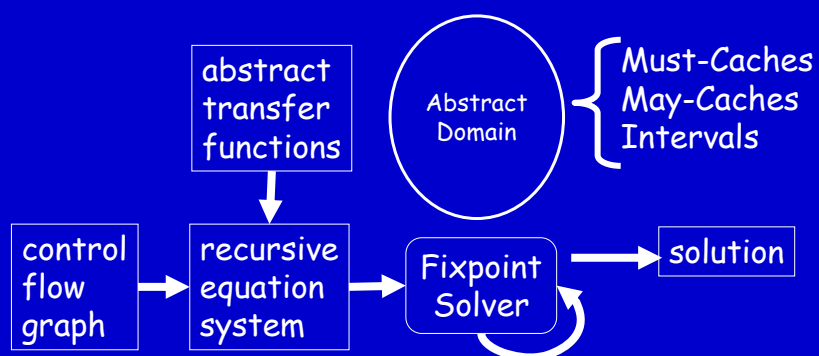 abstract
transfer
functions
Abstract
Domain
Must-Caches
May-Caches
Intervals
control
flow
graph
recursive
equation
system
Fixpoint
Solver
solution